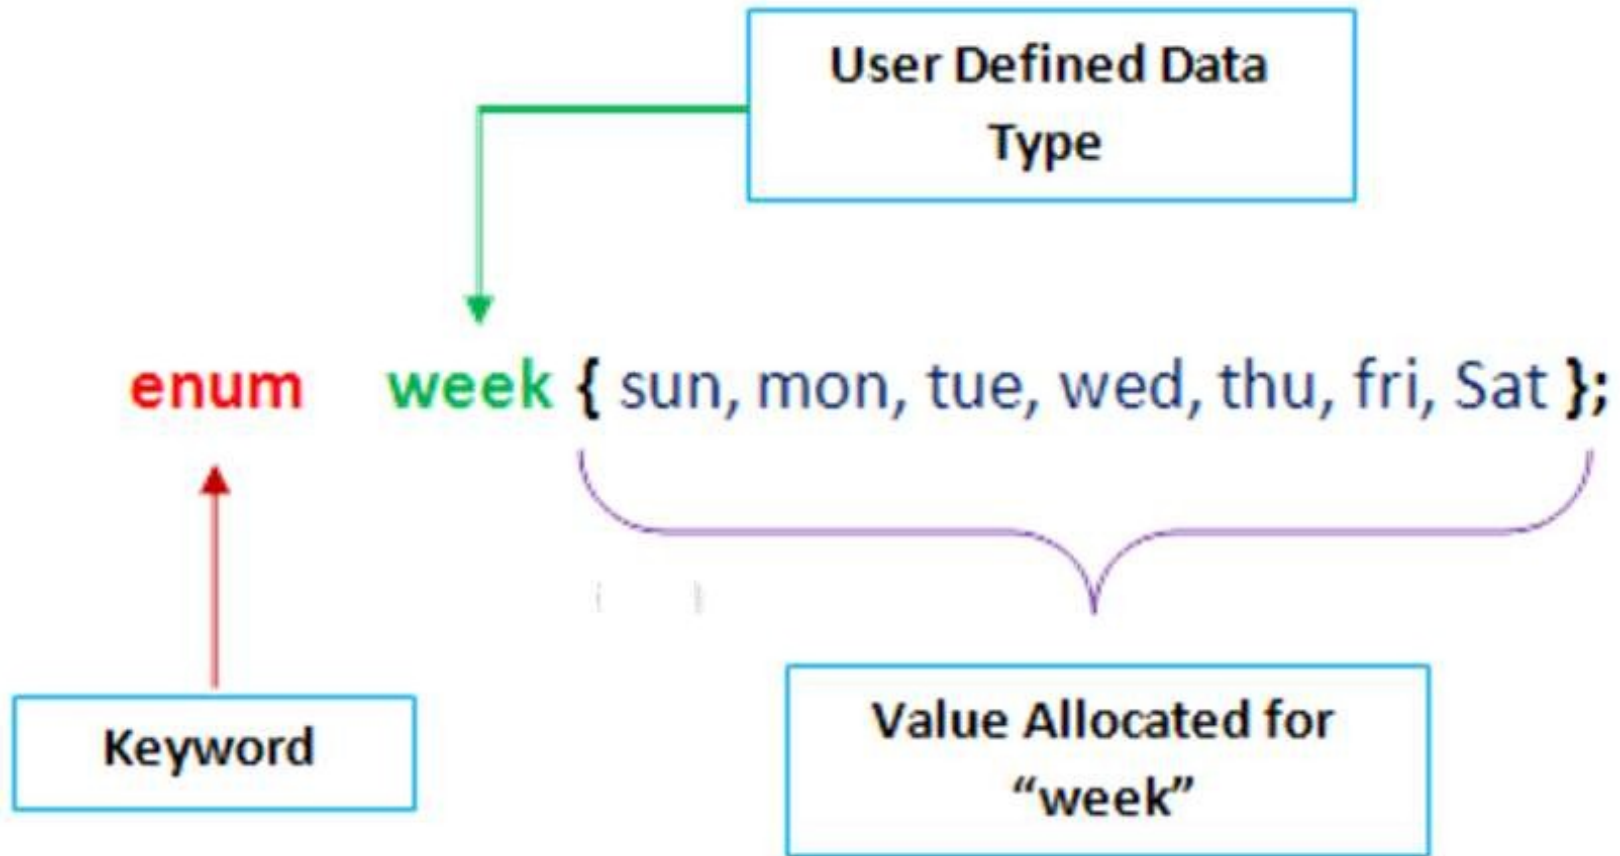 User Defined Data
Type
enum week { sun, mon, tue, wed, thu, fri, Sat };
Keyword
Value Allocated for
“week”